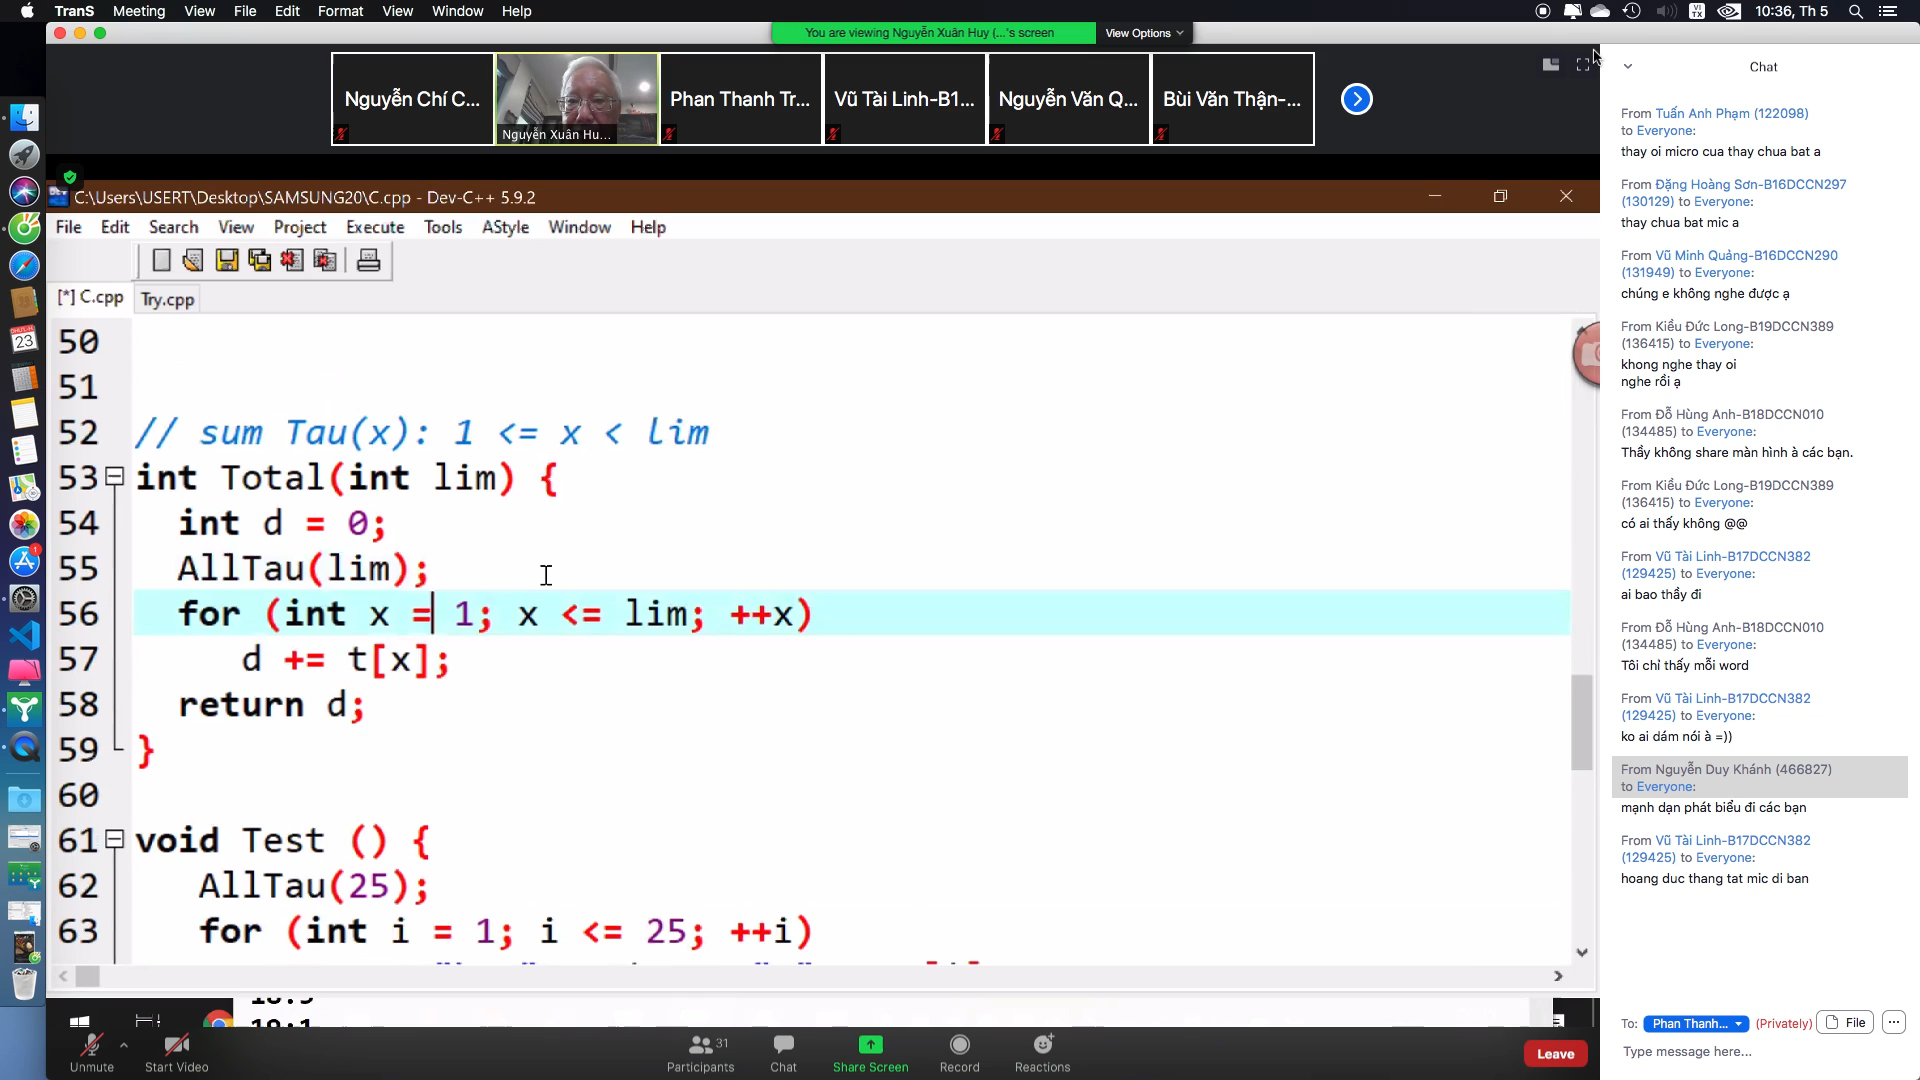 TranS Meeting View File Edit Format View Window Help
VI
TX
10:36, Th 5
You are viewing Nguyễn Xuân Huy (...'s screen
View Options
Nguyễn Chí C...
Nguyễn Xuân Hu...
Phan Thanh Tr...
Vũ Tài Linh-B1...
Nguyễn Văn Q...
Bùi Văn Thận-...
C:\Users\USERT\Desktop\SAMSUNG20\C.cpp - Dev-C++ 5.9.2
File Edit Search View Project Execute Tools AStyle Window Help
[*] C.cpp Try.cpp
50
51
52 // sum Tau(x): 1 <= x < lim
53 int Total(int lim) {
54 int d = 0;
55 AllTau(lim);
56 for (int x = 1; x <= lim; ++x)
57 d += t[x];
58 return d;
59 }
60
61 void Test () {
62 AllTau(25);
63 for (int i = 1; i <= 25; ++i)
Unmute
Start Video
31
Participants
Chat
Share Screen
Record
Reactions
Leave
Chat
From Tuấn Anh Phạm (122098)
to Everyone:
thay oi micro cua thay chua bat a
From Đặng Hoàng Sơn-B16DCCN297
(130129) to Everyone:
thay chua bat mic a
From Vũ Minh Quảng-B16DCCN290
(131949) to Everyone:
chúng e không nghe được ạ
From Kiều Đức Long-B19DCCN389
(136415) to Everyone:
khong nghe thay oi
nghe rồi ạ
From Đỗ Hùng Anh-B18DCCN010
(134485) to Everyone:
Thầy không share màn hình à các bạn.
From Kiều Đức Long-B19DCCN389
(136415) to Everyone:
có ai thấy không @@
From Vũ Tài Linh-B17DCCN382
(129425) to Everyone:
ai bao thầy đi
From Đỗ Hùng Anh-B18DCCN010
(134485) to Everyone:
Tôi chỉ thấy mỗi word
From Vũ Tài Linh-B17DCCN382
(129425) to Everyone:
ko ai dám nói à =))
From Nguyễn Duy Khánh (466827)
to Everyone:
mạnh dạn phát biểu đi các bạn
From Vũ Tài Linh-B17DCCN382
(129425) to Everyone:
hoang duc thang tat mic di ban
To: Phan Thanh... (Privately) File ...
Type message here...
23
1